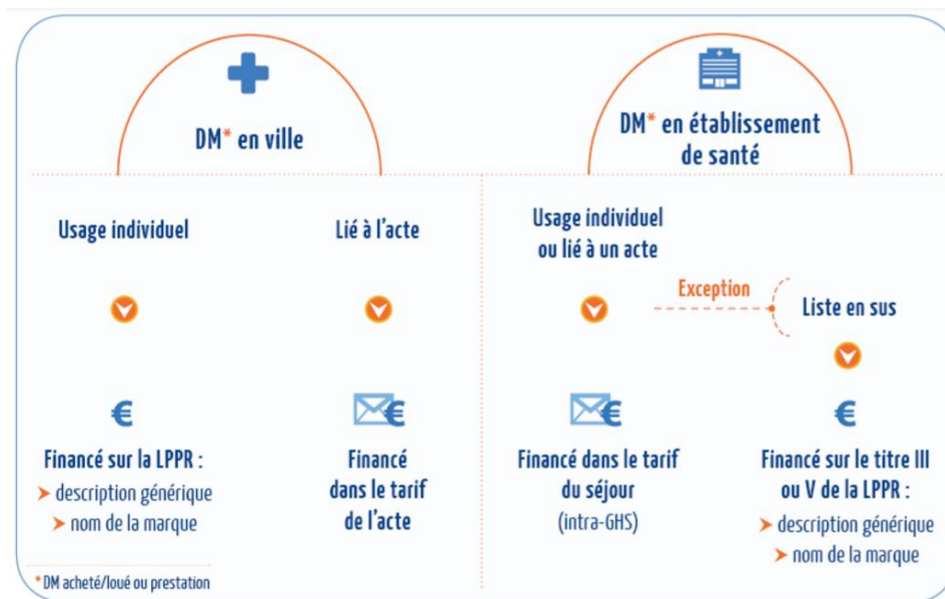 DM* en ville
DM* en établissement
de santé
Usage individuel
Lié à l'acte
Usage individuel
ou lié à un acte
Exception
Liste en sus
€
Financé sur la LPPR :
description générique
nom de la marque
€
Financé
dans le tarif
de l'acte
€
Financé dans le tarif
du séjour
(intra-GHS)
€
Financé sur le titre III
ou V de la LPPR :
description générique
nom de la marque
* DM acheté/loué ou prestation